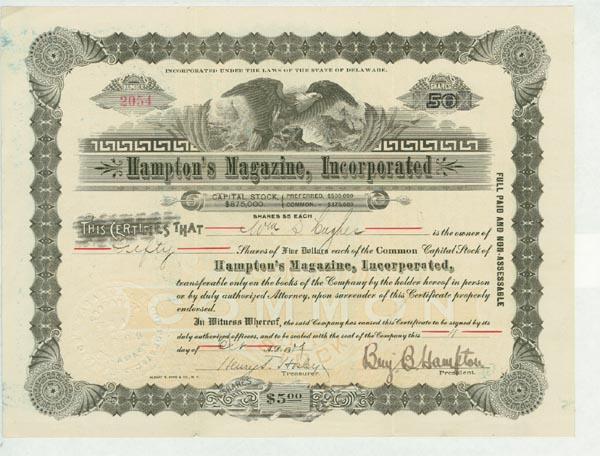 INCORPORATED UNDER THE LAWS OF THE STATE OF DELAWARE.
NUMBER
2054
SHARES
50
Hampton's Magazine, Incorporated
CAPITAL STOCK, $875,000. PREFERRED, $500,000 COMMON, $375,000
SHARES $5 EACH
THIS CERTIFIES THAT Wm S Hughes is the owner of
Fifty Shares of Five Dollars each of the Common Capital Stock of
Hampton's Magazine, Incorporated,
transferable only on the books of the Company by the holder hereof in person
or by duly authorized Attorney, upon surrender of this Certificate properly
endorsed.
COMMON
In Witness Whereof, the said Company has caused this Certificate to be signed by its
duly authorized officers, and to be sealed with the seal of the Company this
day of A.D. 19
Treasurer.
Benj B Hampton
President.
SHARES
$5.00
FULL PAID AND NON-ASSESSABLE